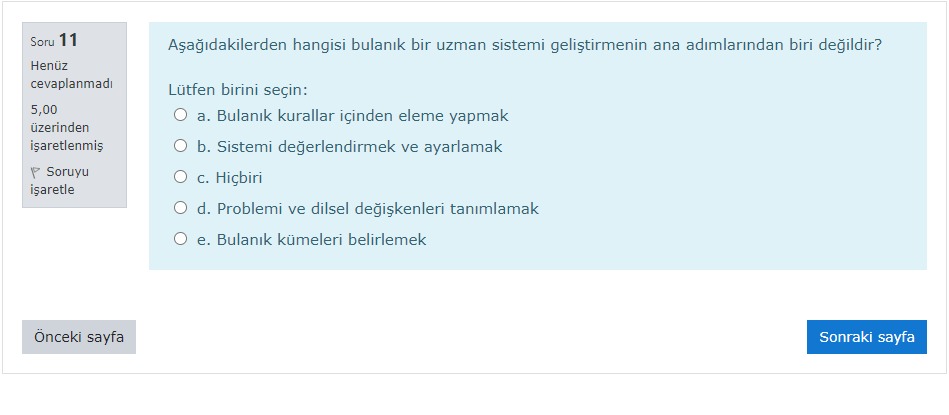 Soru 11
Henüz
cevaplanmadı
5,00
üzerinden
işaretlenmiş
Soruyu
işaretle
Aşağıdakilerden hangisi bulanık bir uzman sistemi geliştirmenin ana adımlarından biri değildir?
Lütfen birini seçin:
a. Bulanık kurallar içinden eleme yapmak
b. Sistemi değerlendirmek ve ayarlamak
c. Hiçbiri
d. Problemi ve dilsel değişkenleri tanımlamak
e. Bulanık kümeleri belirlemek
Önceki sayfa
Sonraki sayfa